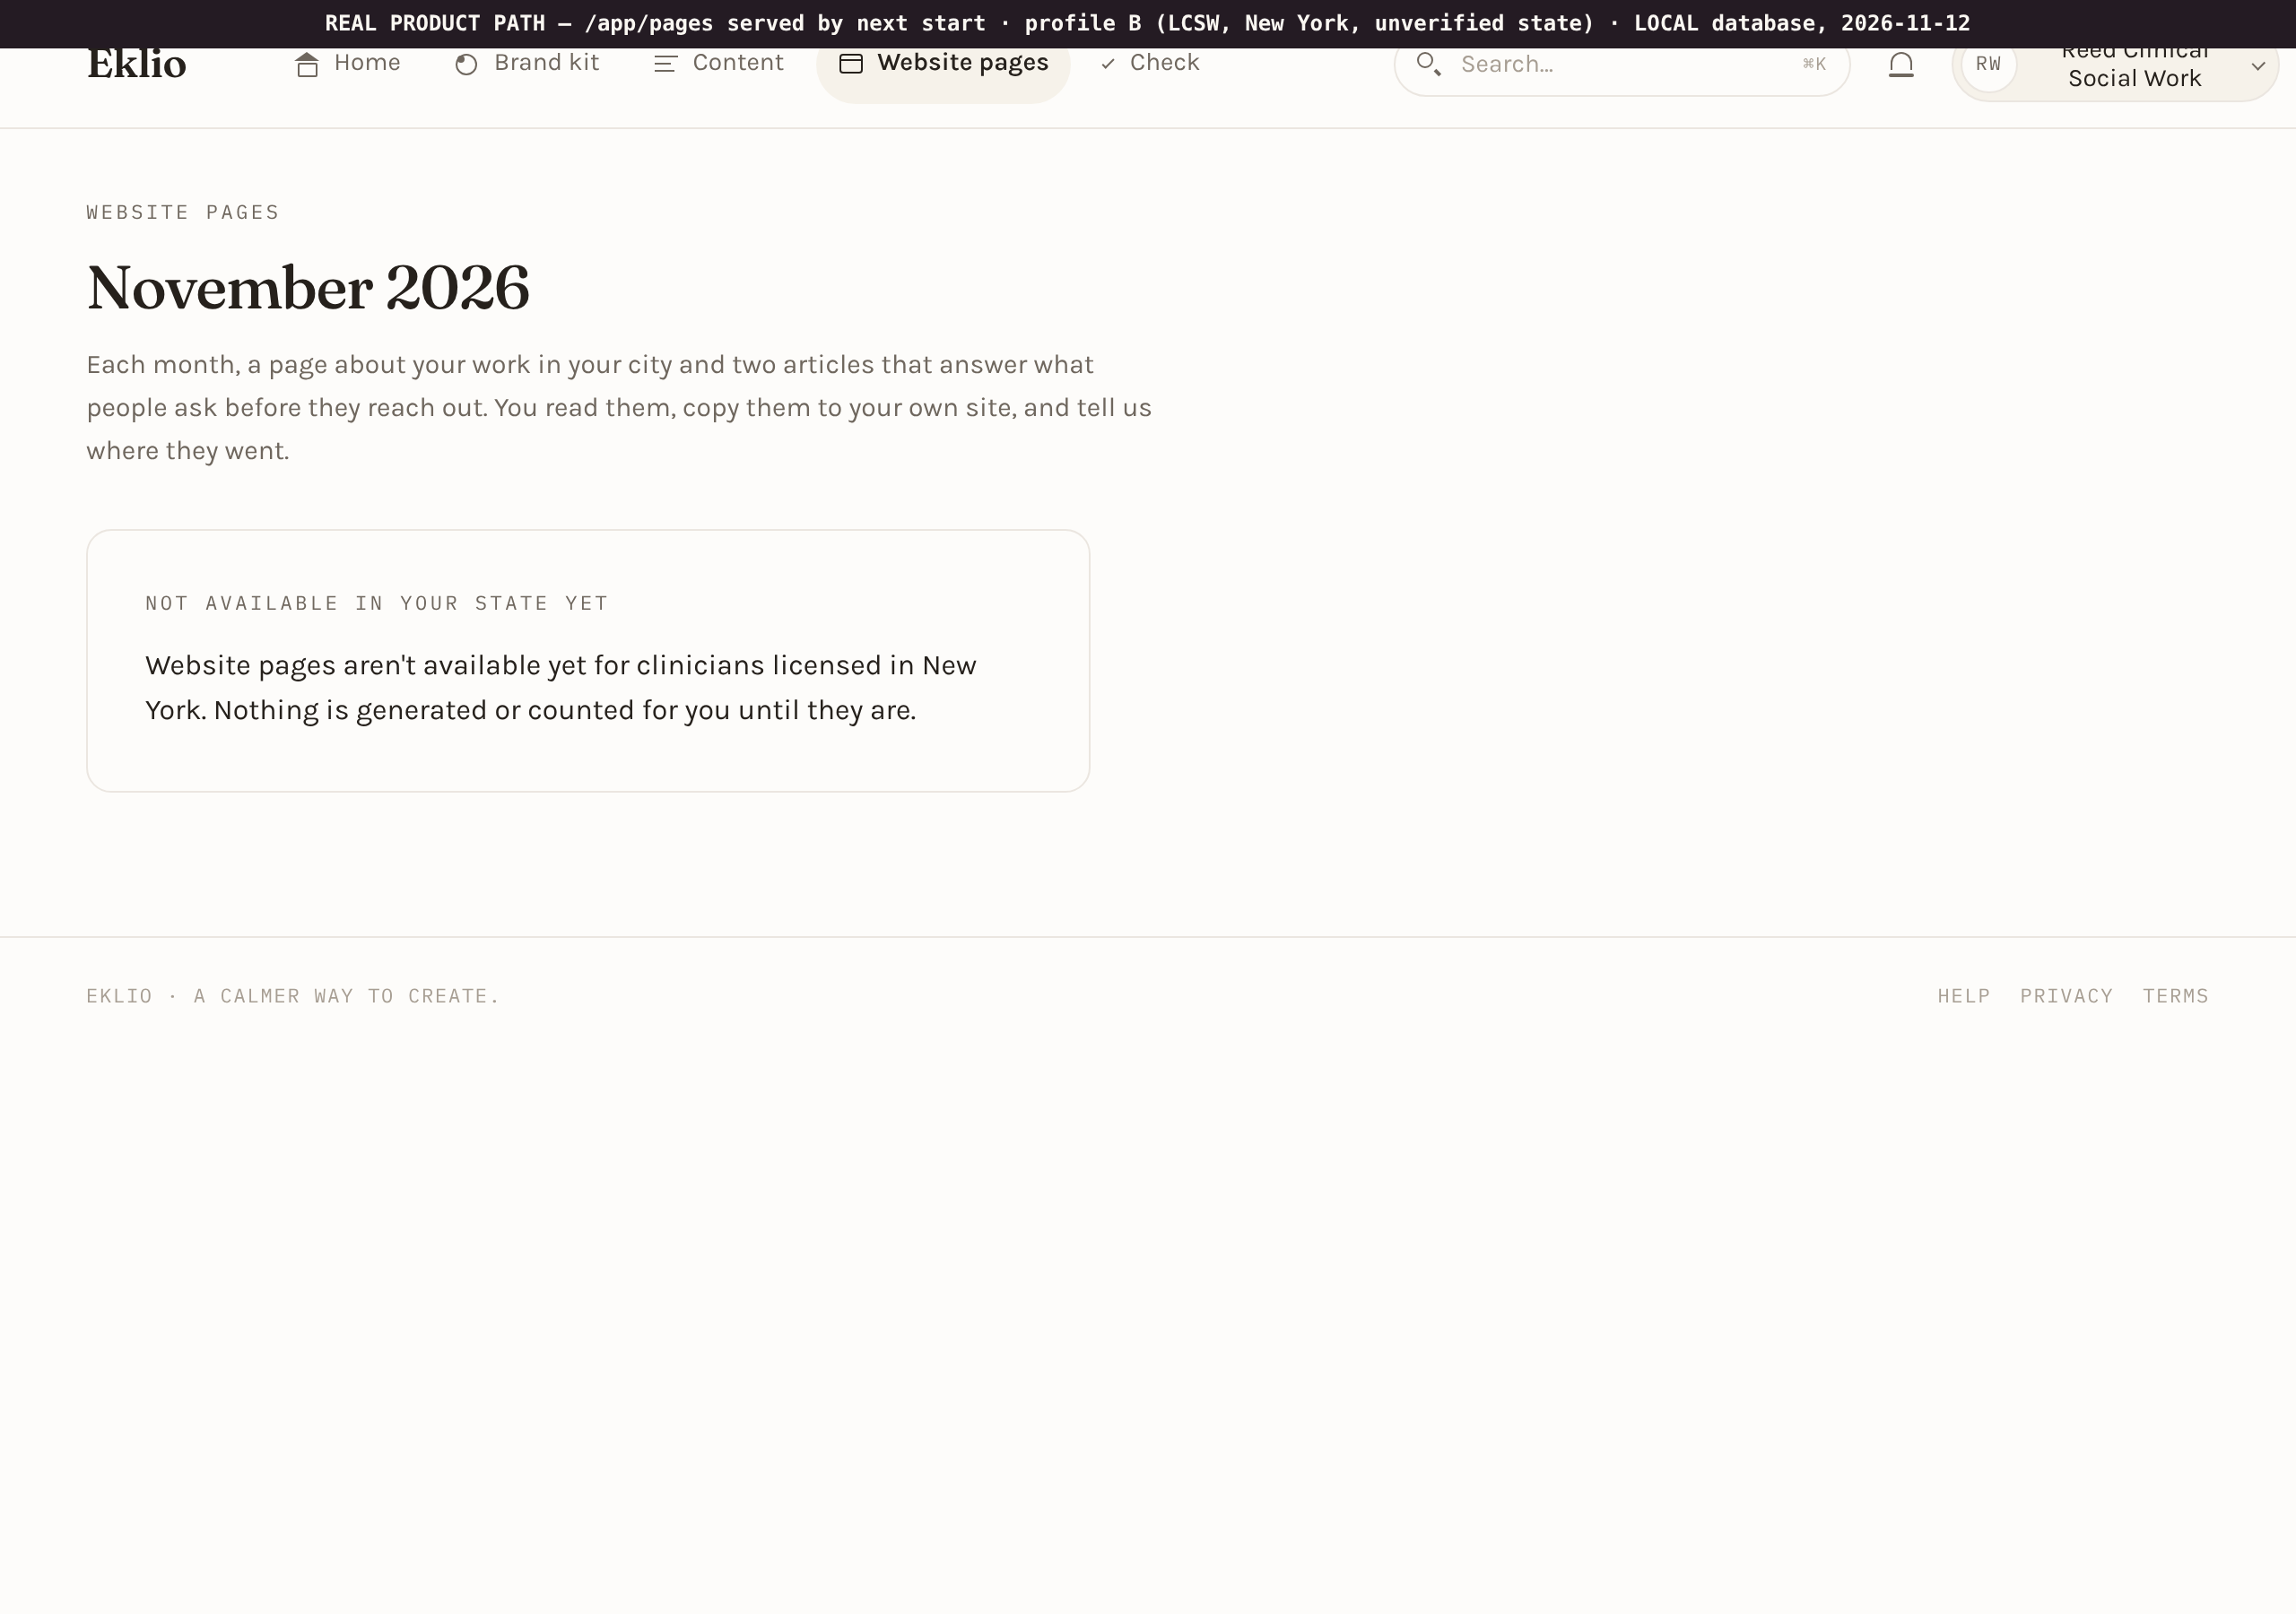 REAL PRODUCT PATH — /app/pages served by next start · profile B (LCSW, New York, unverified state) · LOCAL database, 2026-11-12
Eklio
Home
Brand kit
Content
Website pages
Check
Search...
⌘K
RW
Reed Clinical
Social Work
WEBSITE PAGES
November 2026
Each month, a page about your work in your city and two articles that answer what
people ask before they reach out. You read them, copy them to your own site, and tell us
where they went.
NOT AVAILABLE IN YOUR STATE YET
Website pages aren't available yet for clinicians licensed in New
York. Nothing is generated or counted for you until they are.
EKLIO · A CALMER WAY TO CREATE.
HELP
PRIVACY
TERMS